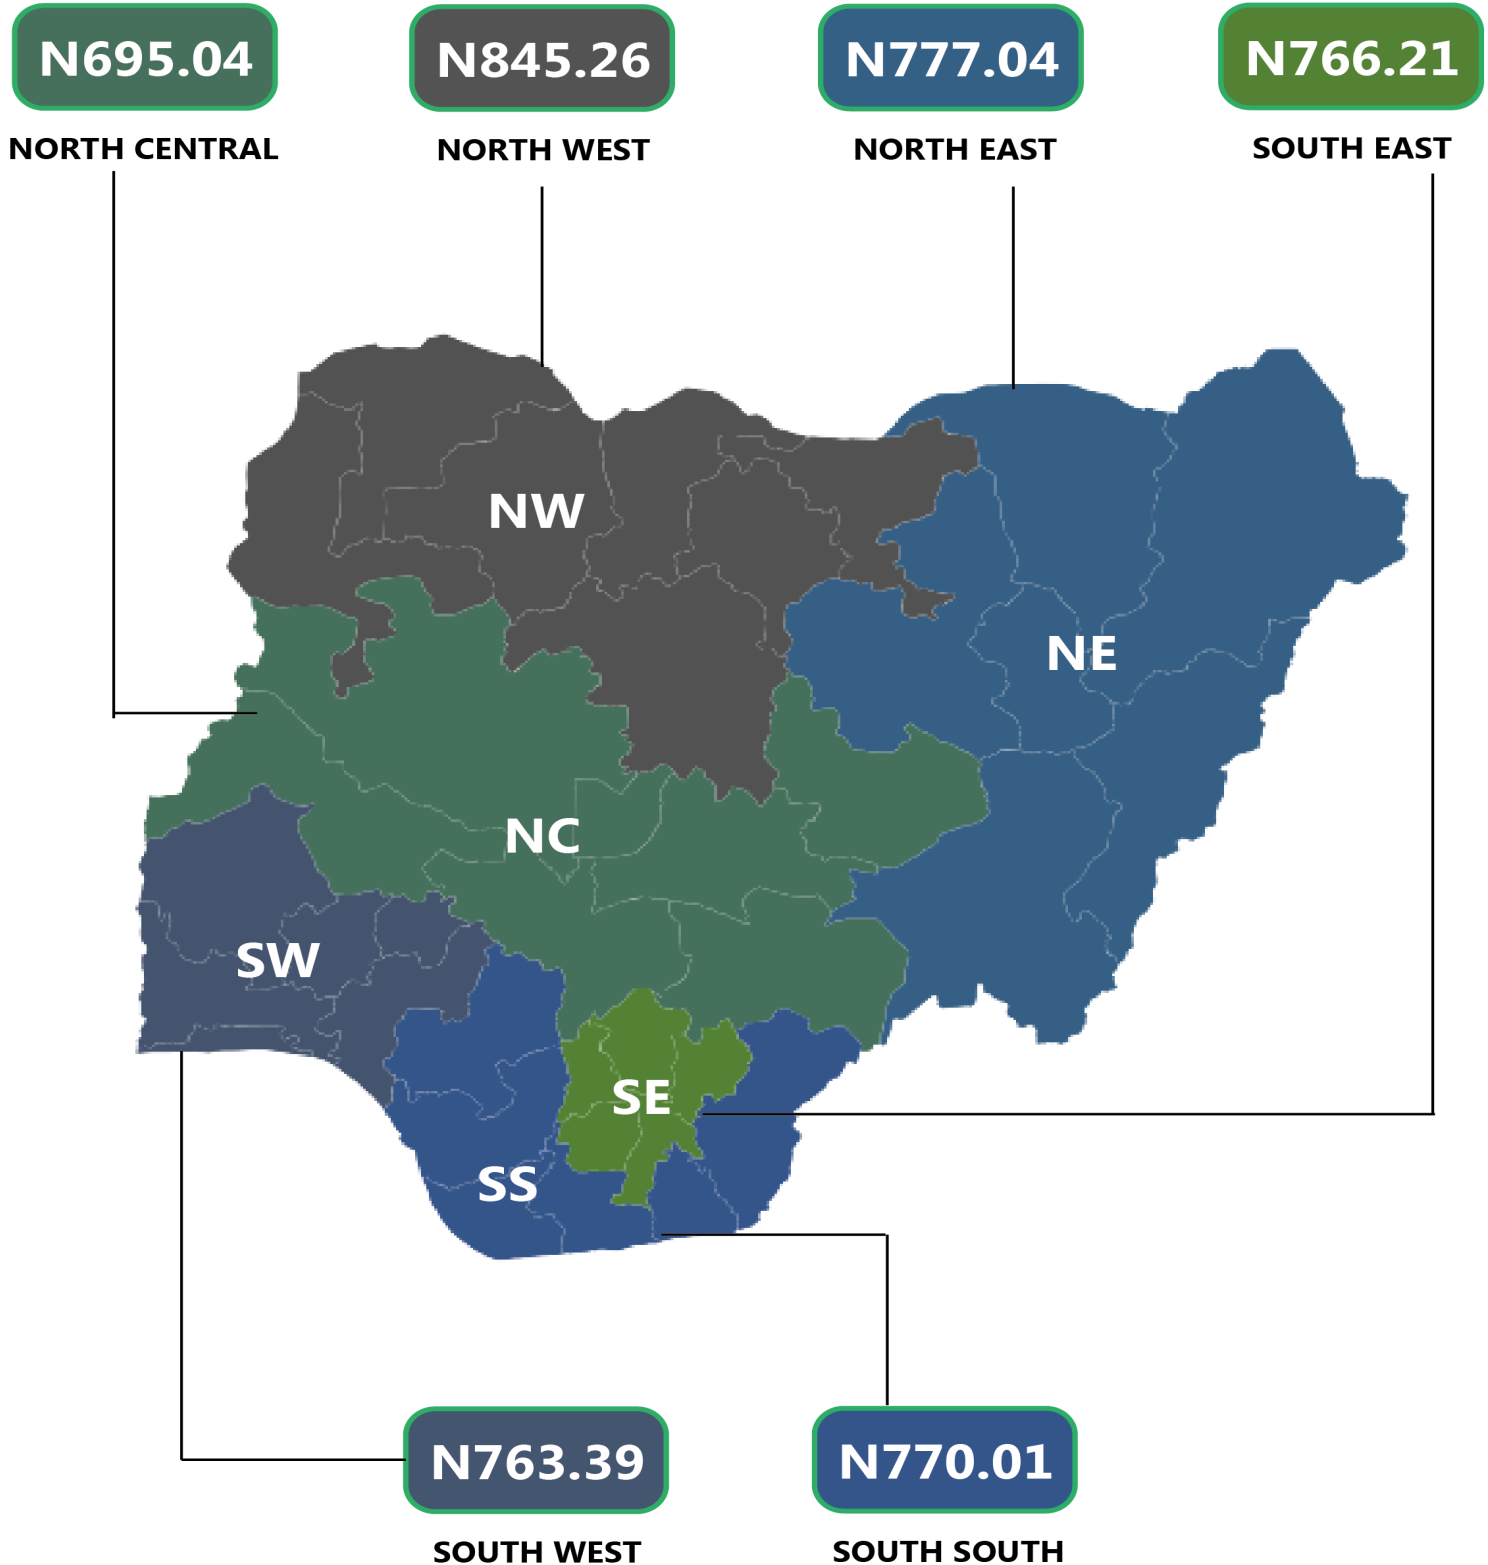 N695.04
N845.26
N777.04
N766.21
NORTH CENTRAL
NORTH WEST
NORTH EAST
SOUTH EAST
NW
NE
NC
SW
SE
SS
N763.39
N770.01
SOUTH WEST
SOUTH SOUTH